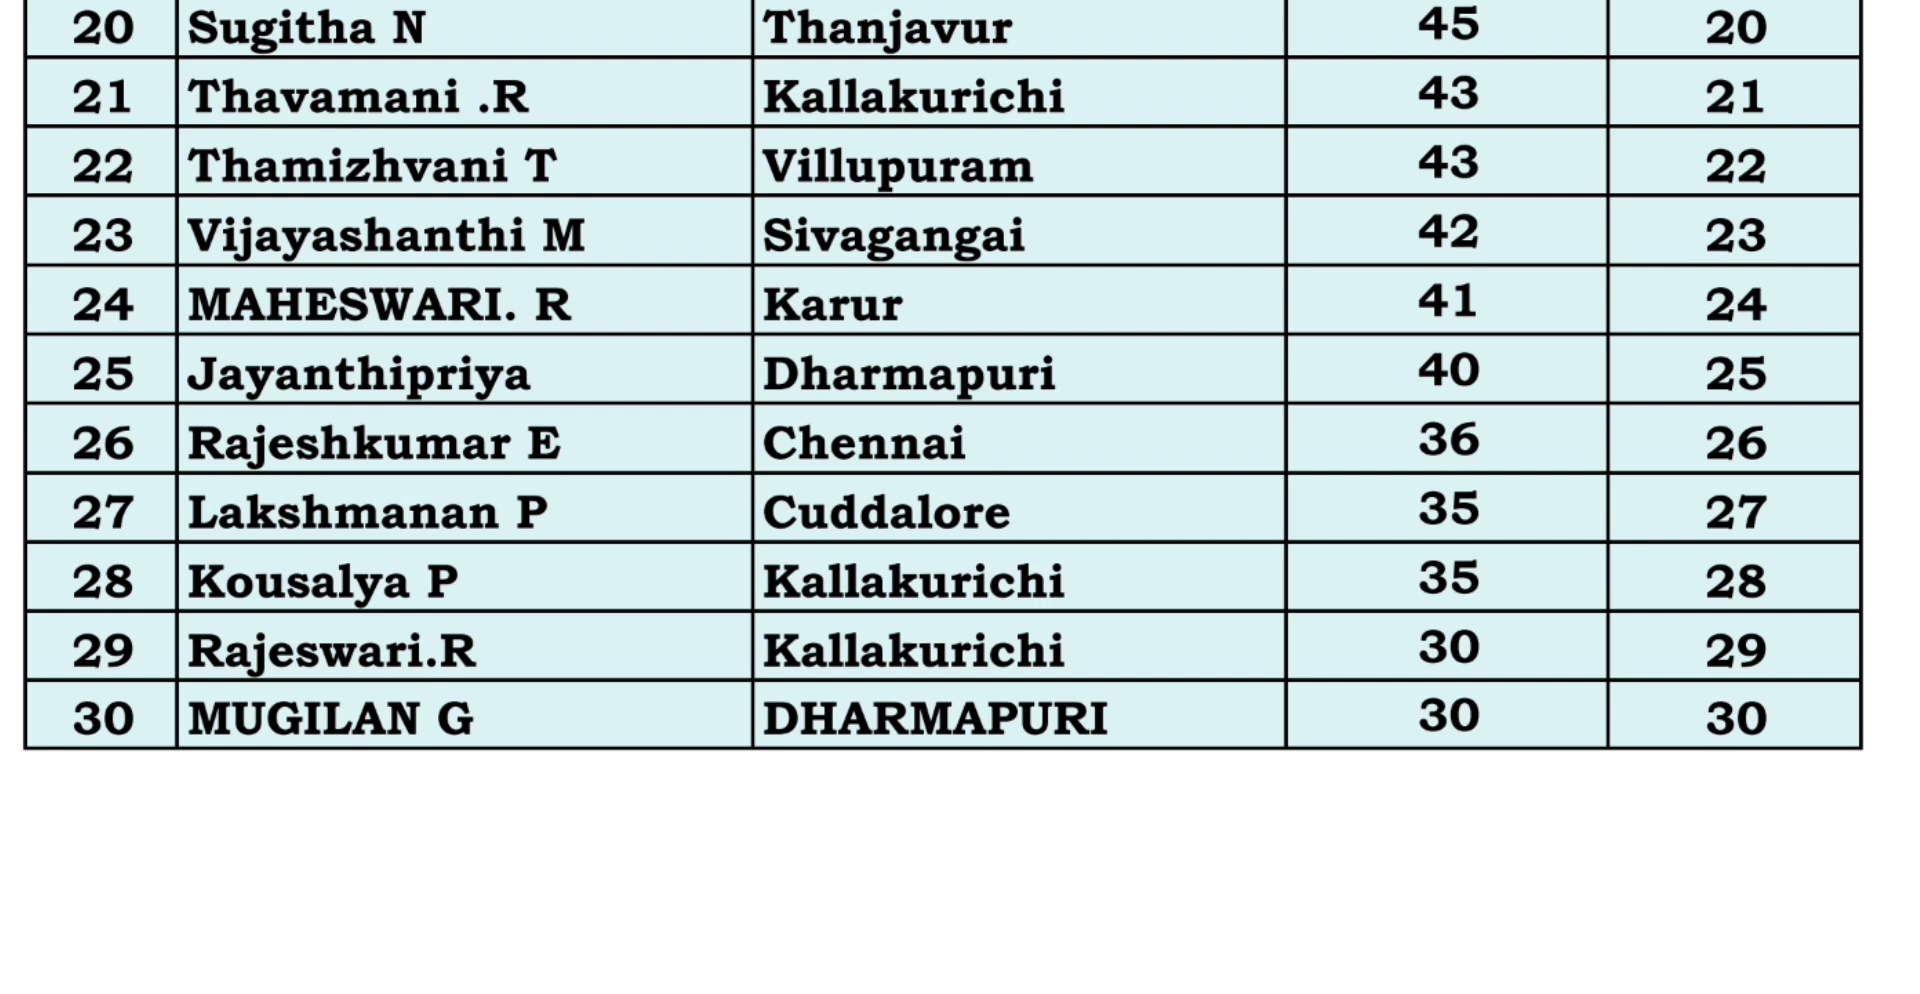 20 Sugitha N Thanjavur 45 20
21 Thavamani .R Kallakurichi 43 21
22 Thamizhvani T Villupuram 43 22
23 Vijayashanthi M Sivagangai 42 23
24 MAHESWARI. R Karur 41 24
25 Jayanthipriya Dharmapuri 40 25
26 Rajeshkumar E Chennai 36 26
27 Lakshmanan P Cuddalore 35 27
28 Kousalya P Kallakurichi 35 28
29 Rajeswari.R Kallakurichi 30 29
30 MUGILAN G DHARMAPURI 30 30